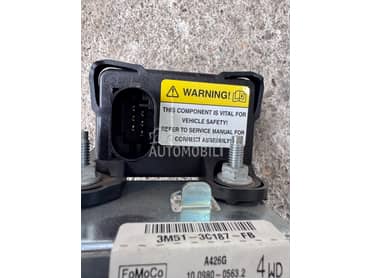 ⚠ WARNING!
THIS COMPONENT IS VITAL FOR
VEHICLE SAFETY!
REFER TO SERVICE MANUAL FOR
CORRECT ASSEMBLY!
AUTOMOBILI
3M51-3C187-FB
FoMoCo
A426G
10.0980-0563.2
4WD